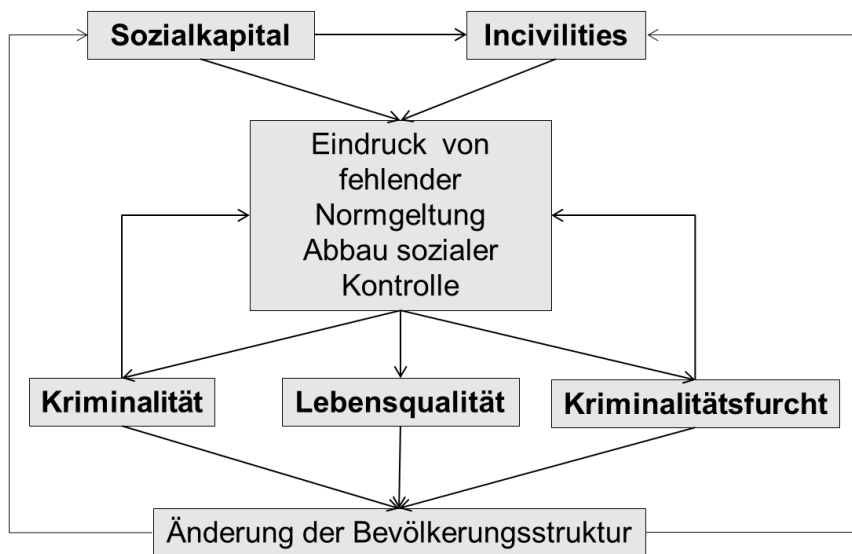 Sozialkapital
Incivilities
Eindruck von
fehlender
Normgeltung
Abbau sozialer
Kontrolle
Kriminalität
Lebensqualität
Kriminalitätsfurcht
Änderung der Bevölkerungsstruktur